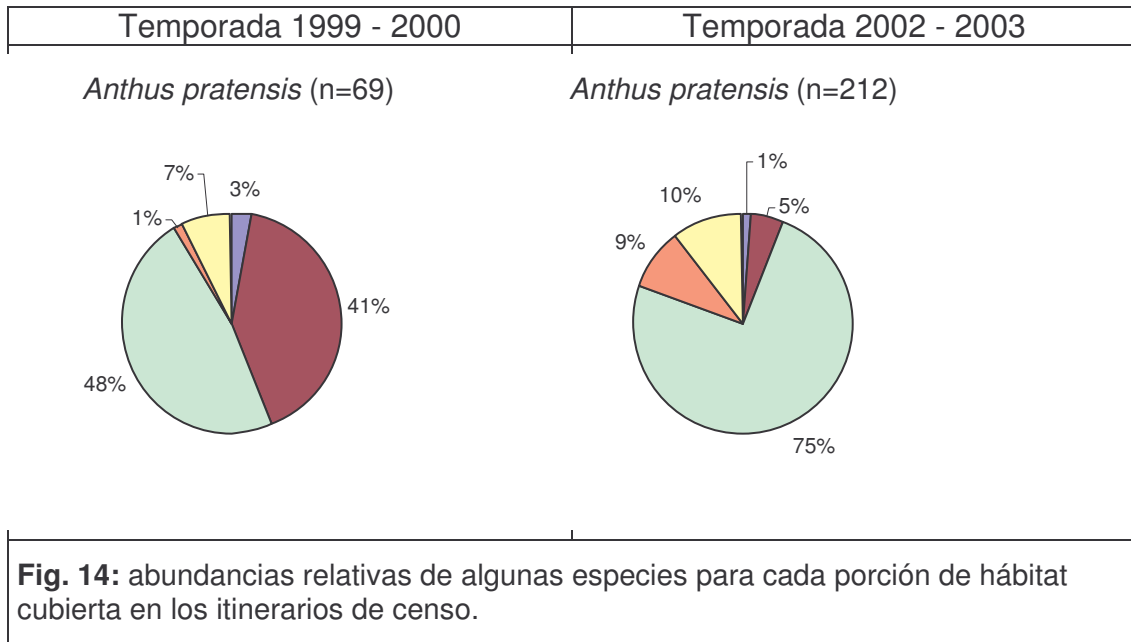 Temporada 1999 - 2000
Temporada 2002 - 2003
Anthus pratensis (n=69)
Anthus pratensis (n=212)
7%
3%
1%
41%
48%
1%
10%
5%
9%
75%
Fig. 14: abundancias relativas de algunas especies para cada porción de hábitat
cubierta en los itinerarios de censo.